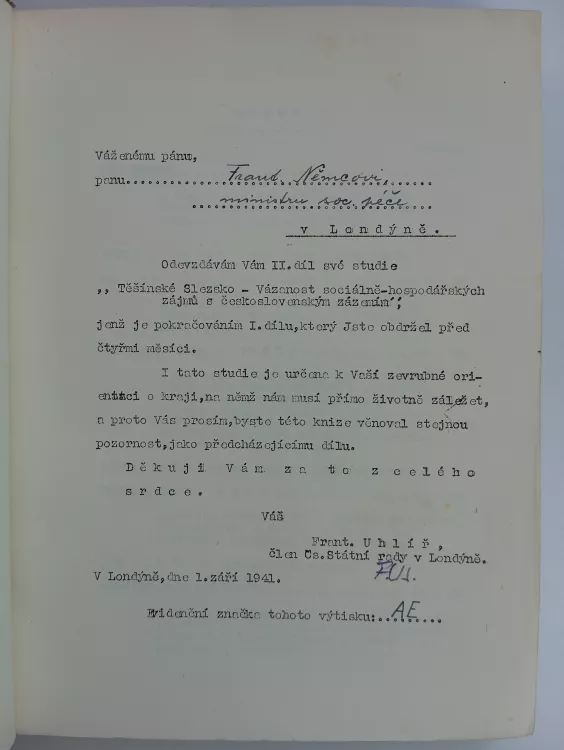 Váženému pánu,
panu.......Frant. Němcovi,......
......ministru soc. péče......
v Londýně.
Odevzdávám Vám II.díl své studie
,, Těšínské Slezsko - Vázanost sociálně-hospodářských
zájmů s československým zázemím";
jenž je pokračováním I.dílu,který Jste obdržel před
čtyřmi měsíci.
I tato studie je určena k Vaší zevrubné ori-
entaci o kraji,na němž nám musí přímo životně záležet,
a proto Vás prosím,byste této knize věnoval stejnou
pozornost,jako předcházejícímu dílu.
Děkuji Vám za to z celého
srdce.
Váš
Frant. Uhlíř,
člen Čs.Státní rady v Londýně.
FU.
V Londýně,dne 1.září 1941.
Evidenční značka tohoto výtisku:...AE......